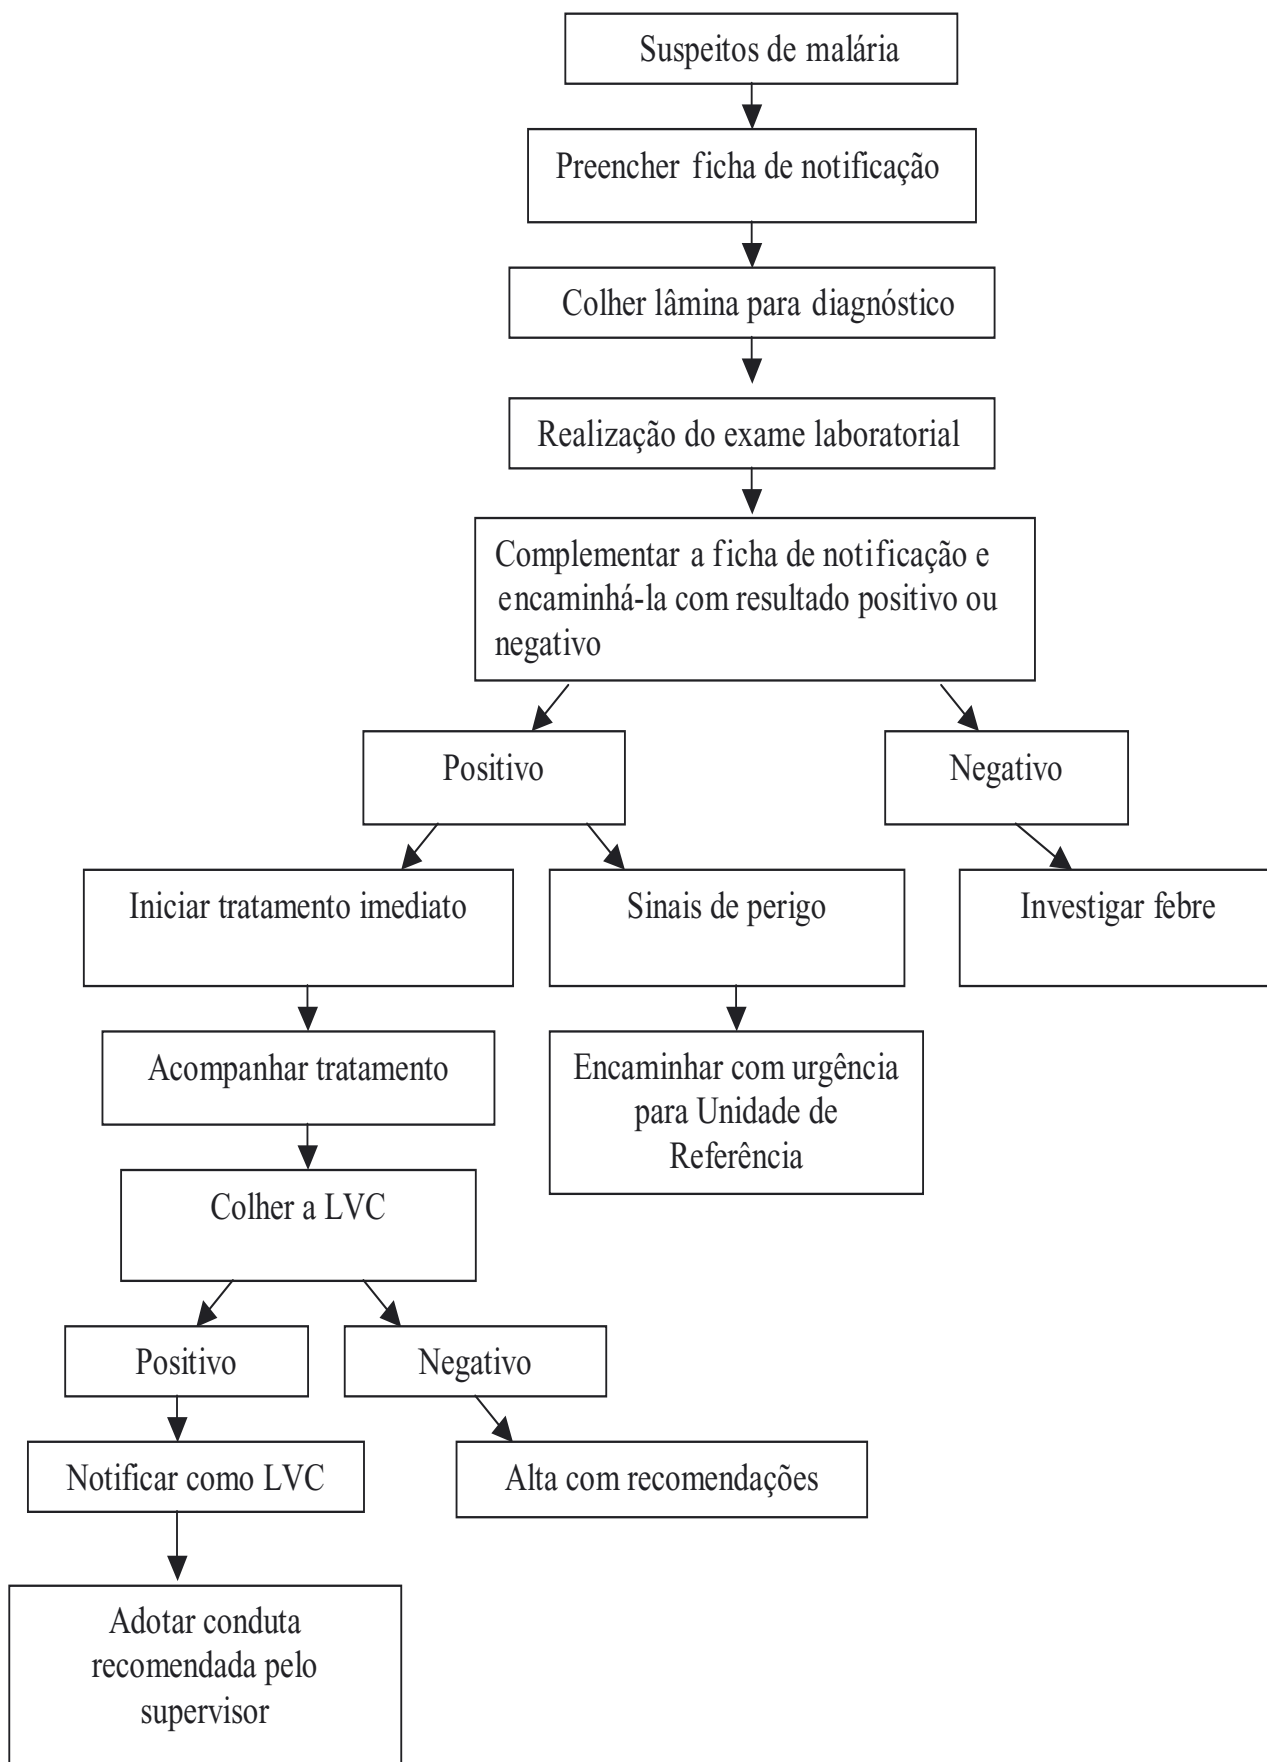 Suspeitos de malária
Preencher ficha de notificação
Colher lâmina para diagnóstico
Realização do exame laboratorial
Complementar a ficha de notificação e
encaminhá-la com resultado positivo ou
negativo
Positivo
Negativo
Iniciar tratamento imediato
Sinais de perigo
Investigar febre
Acompanhar tratamento
Encaminhar com urgência
para Unidade de
Referência
Colher a LVC
Positivo
Negativo
Notificar como LVC
Alta com recomendações
Adotar conduta
recomendada pelo
supervisor